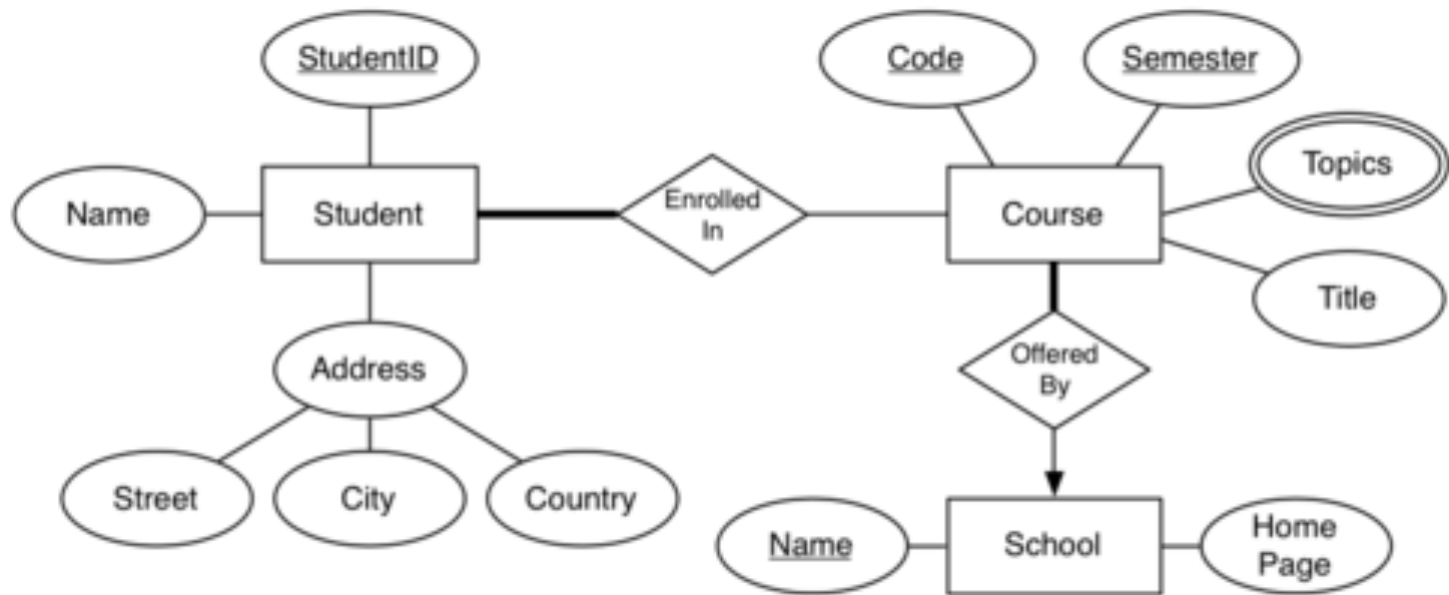 StudentID
Code
Semester
Topics
Name
Student
Enrolled
In
Course
Title
Address
Offered
By
Street
City
Country
Name
School
Home
Page